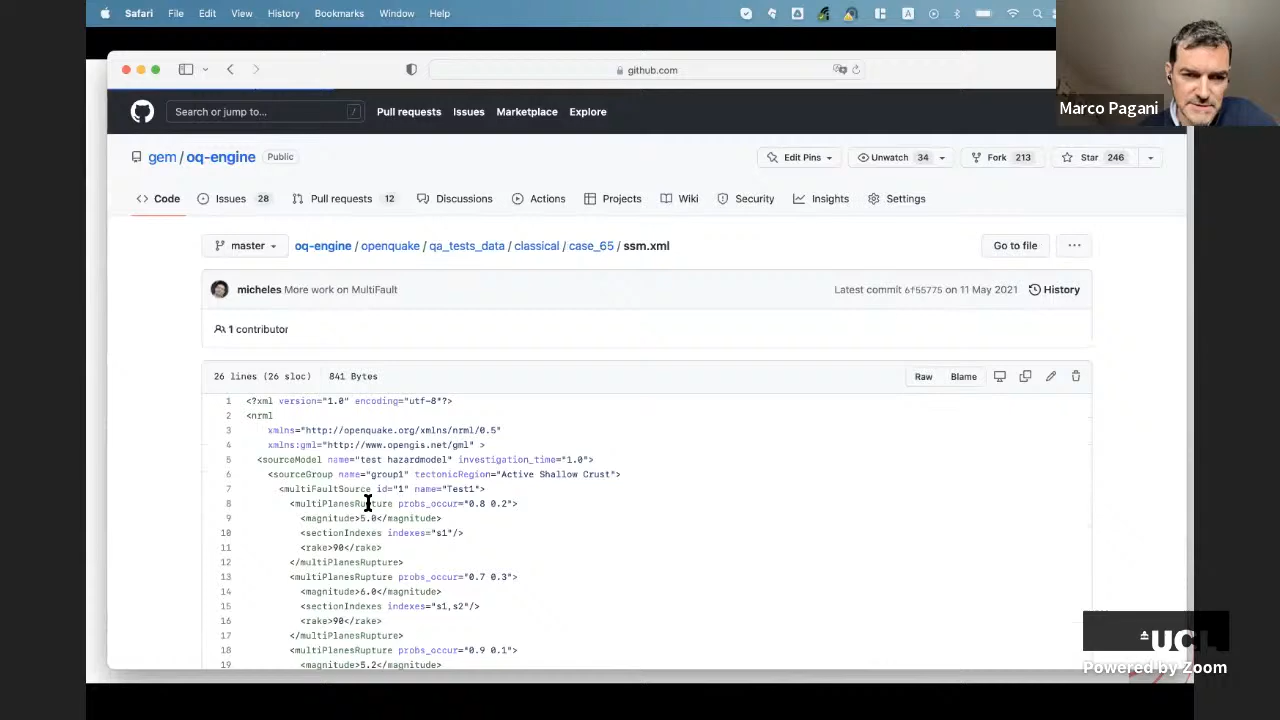 Safari File Edit View History Bookmarks Window Help
github.com
Marco Pagani
Search or jump to... / Pull requests Issues Marketplace Explore
gem / oq-engine Public Edit Pins Unwatch 34 Fork 213 Star 246
Code Issues 28 Pull requests 12 Discussions Actions Projects Wiki Security Insights Settings
master oq-engine / openquake / qa_tests_data / classical / case_65 / ssm.xml Go to file ...
micheles More work on MultiFault Latest commit 6f55775 on 11 May 2021 History
1 contributor
26 lines (26 sloc) 841 Bytes Raw Blame
1 <?xml version="1.0" encoding="utf-8"?>
2 <nrml
3 xmlns="http://openquake.org/xmlns/nrml/0.5"
4 xmlns:gml="http://www.opengis.net/gml" >
5 <sourceModel name="test hazardmodel" investigation_time="1.0">
6 <sourceGroup name="group1" tectonicRegion="Active Shallow Crust">
7 <multiFaultSource id="1" name="Test1">
8 <multiPlanesRupture probs_occur="0.8 0.2">
9 <magnitude>5.0</magnitude>
10 <sectionIndexes indexes="s1"/>
11 <rake>90</rake>
12 </multiPlanesRupture>
13 <multiPlanesRupture probs_occur="0.7 0.3">
14 <magnitude>6.0</magnitude>
15 <sectionIndexes indexes="s1,s2"/>
16 <rake>90</rake>
17 </multiPlanesRupture>
18 <multiPlanesRupture probs_occur="0.9 0.1">
19 <magnitude>5.2</magnitude>
UCL
Powered by Zoom